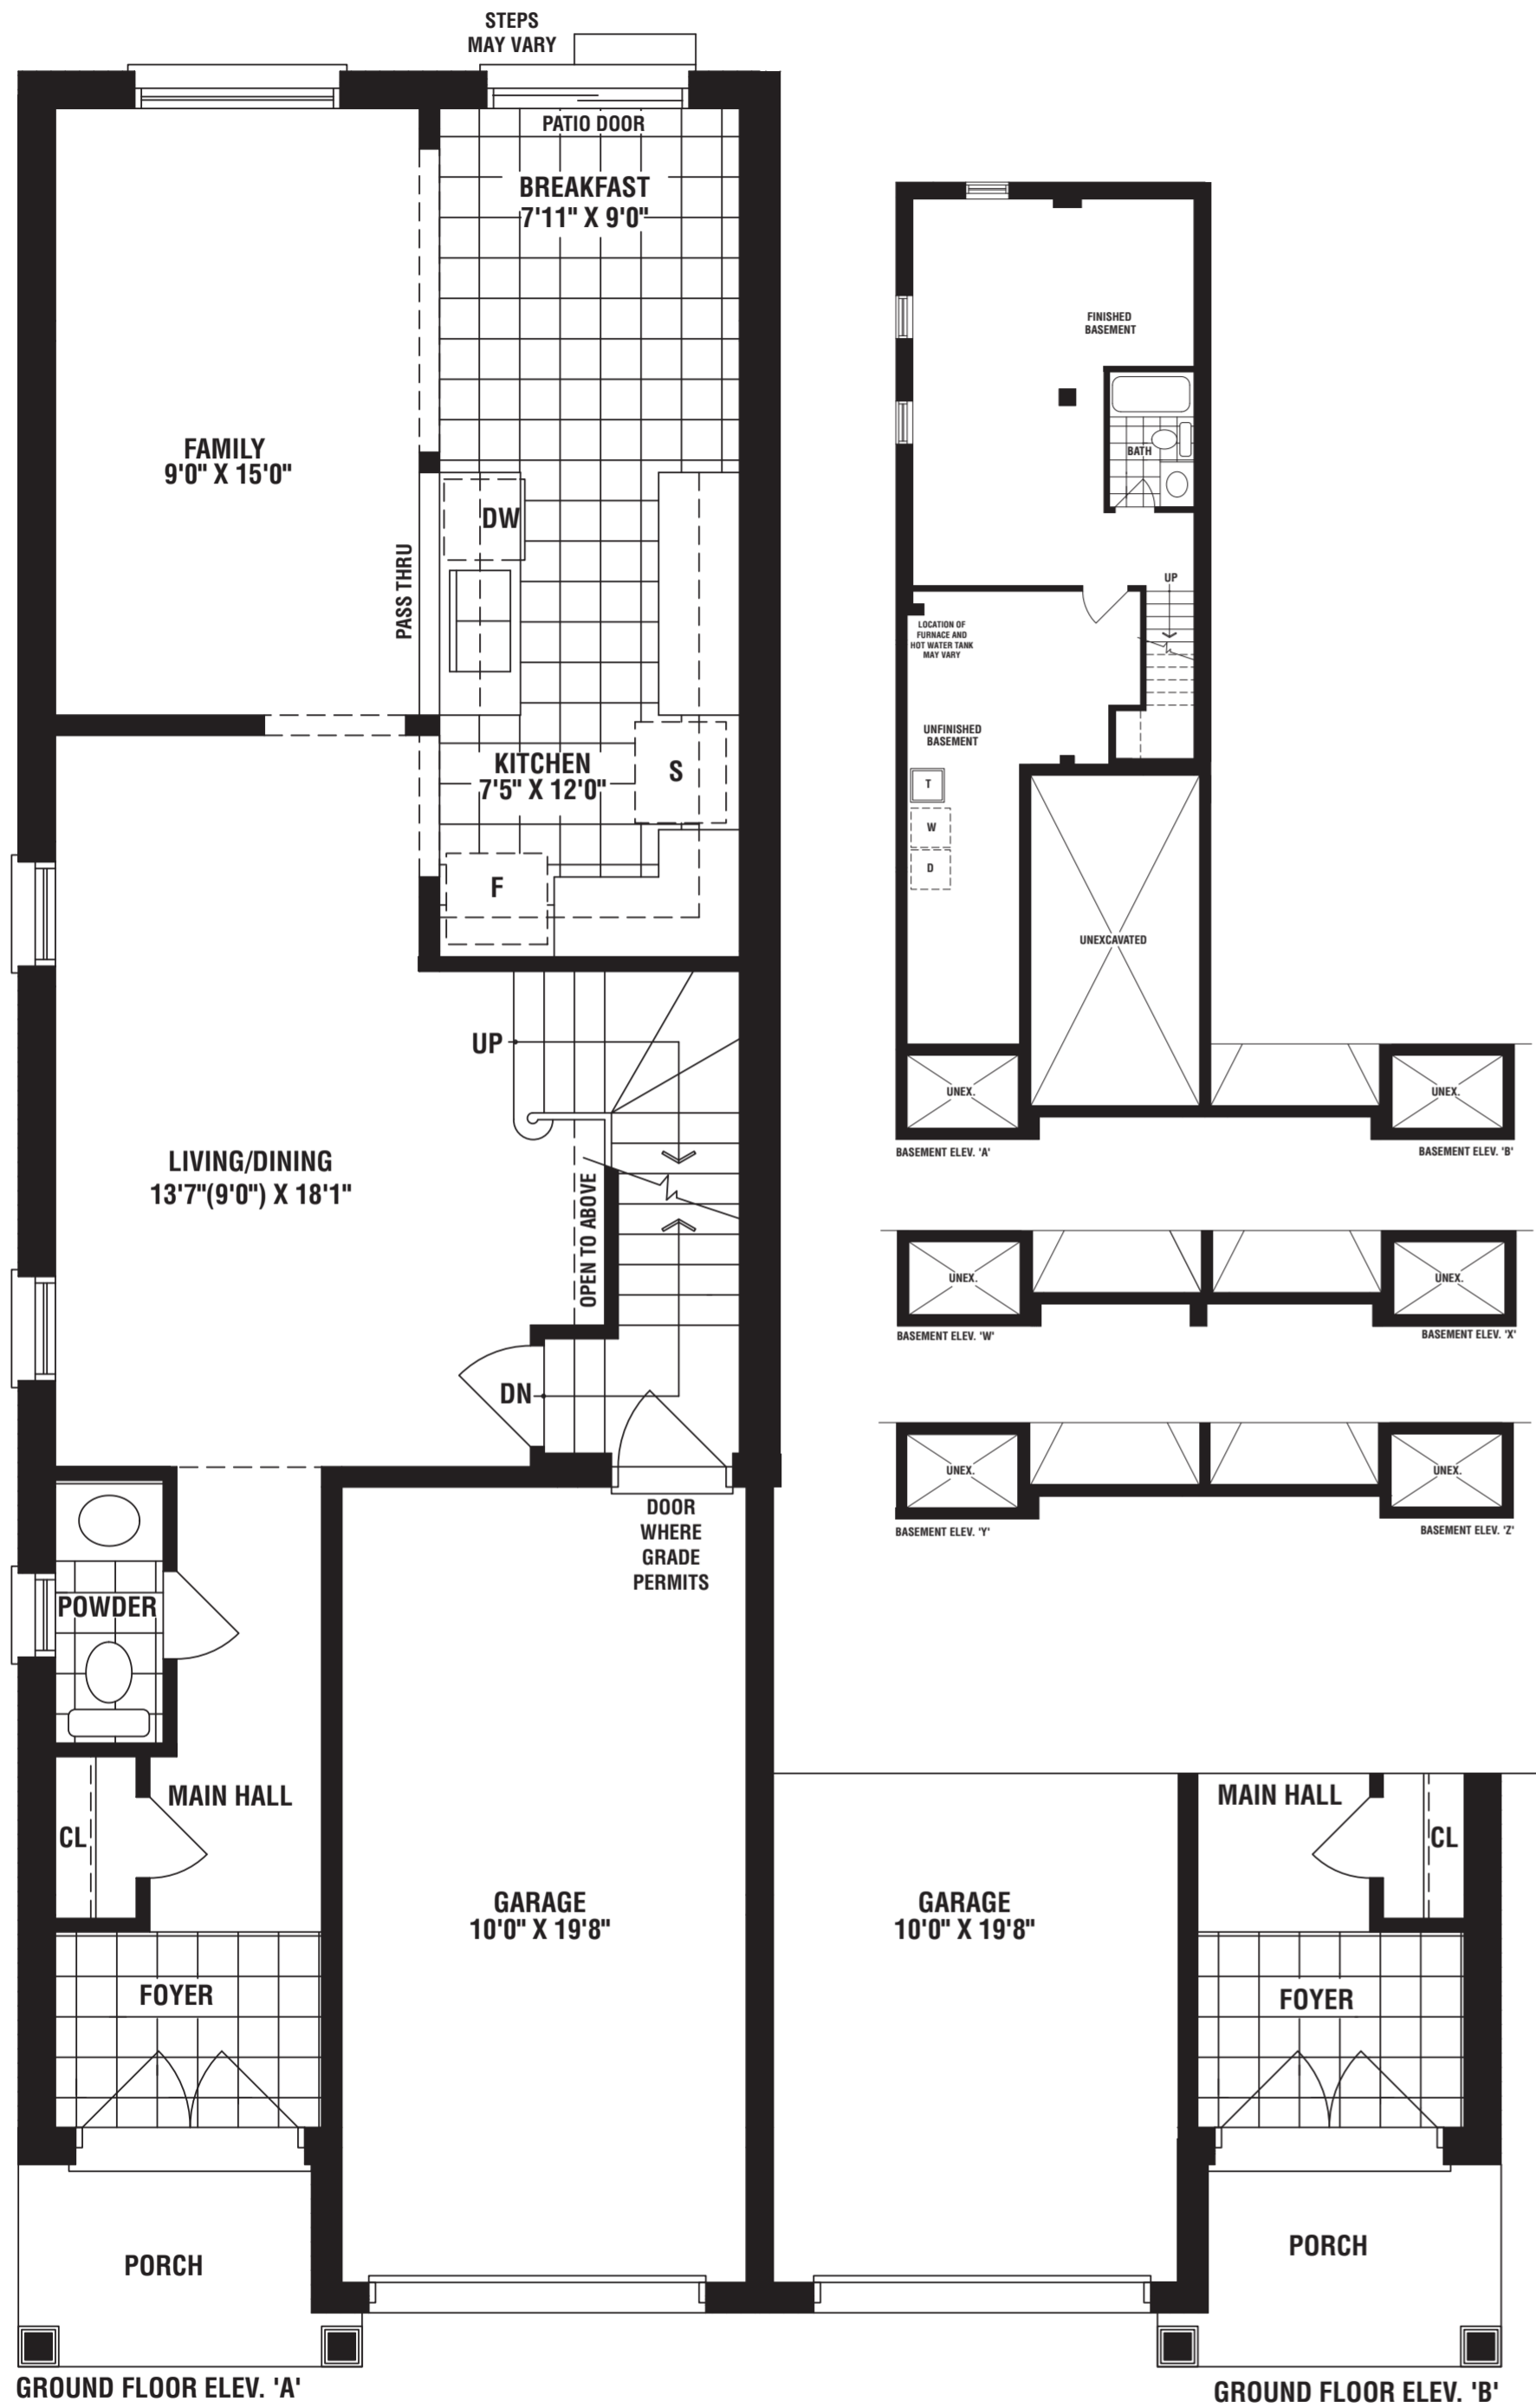 STEPS
MAY VARY
PATIO DOOR
BREAKFAST
7'11" X 9'0"
FAMILY
9'0" X 15'0"
DW
PASS THRU
KITCHEN
7'5" X 12'0"
S
F
UP
LIVING/DINING
13'7"(9'0") X 18'1"
OPEN TO ABOVE
DN
DOOR
WHERE
GRADE
PERMITS
POWDER
MAIN HALL
CL
GARAGE
10'0" X 19'8"
FOYER
PORCH
GROUND FLOOR ELEV. 'A'
FINISHED
BASEMENT
BATH
UP
LOCATION OF
FURNACE AND
HOT WATER TANK
MAY VARY
UNFINISHED
BASEMENT
T
W
D
UNEXCAVATED
UNEX.
UNEX.
BASEMENT ELEV. 'A'
BASEMENT ELEV. 'B'
UNEX.
UNEX.
BASEMENT ELEV. 'W'
BASEMENT ELEV. 'X'
UNEX.
UNEX.
BASEMENT ELEV. 'Y'
BASEMENT ELEV. 'Z'
MAIN HALL
CL
GARAGE
10'0" X 19'8"
FOYER
PORCH
GROUND FLOOR ELEV. 'B'